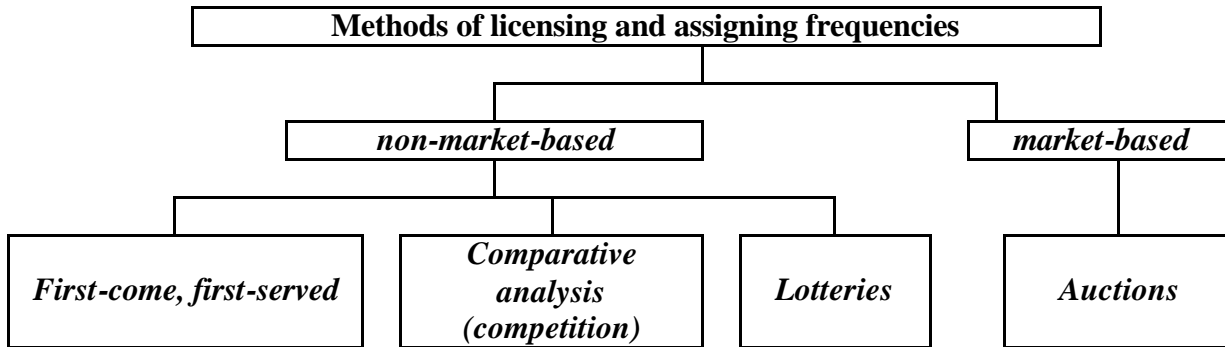 Methods of licensing and assigning frequencies
non-market-based
market-based
First-come, first-served
Comparative
analysis
(competition)
Lotteries
Auctions